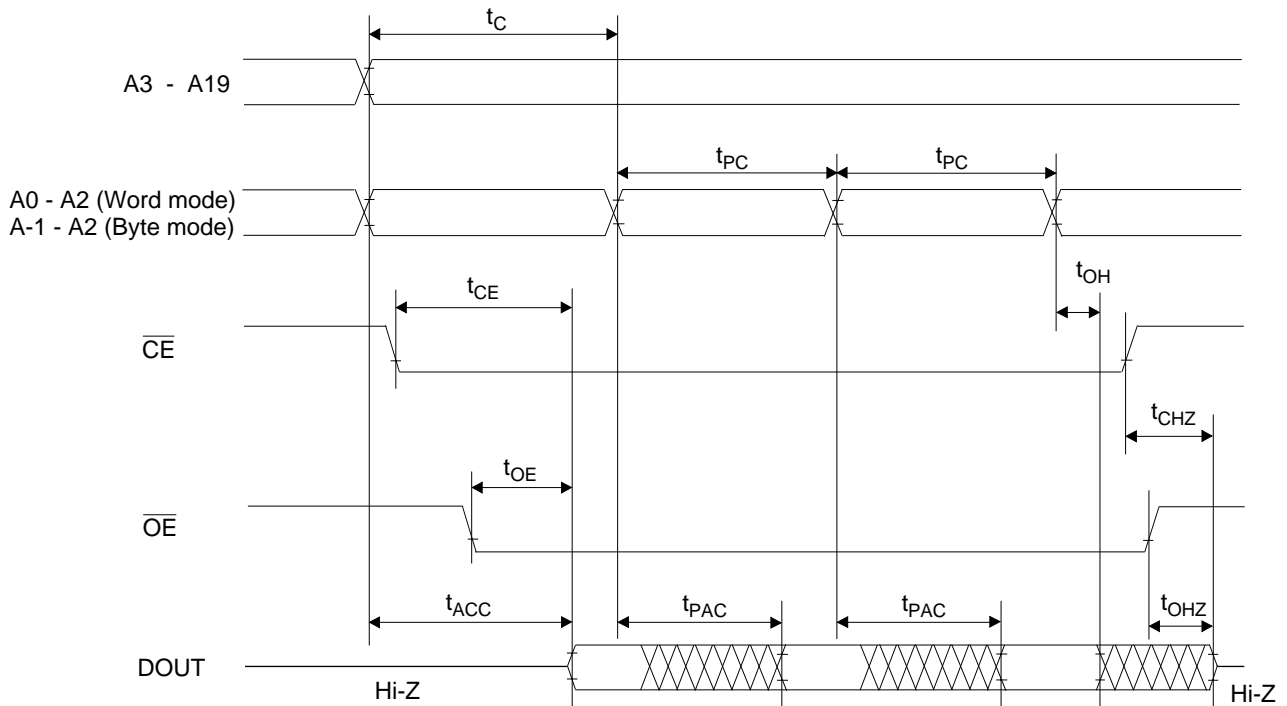 tC
A3 - A19
tPC tPC
A0 - A2 (Word mode)
A-1 - A2 (Byte mode)
tOH
tCE
CE
tCHZ
tOE
OE
tACC tPAC tPAC tOHZ
DOUT
Hi-Z Hi-Z